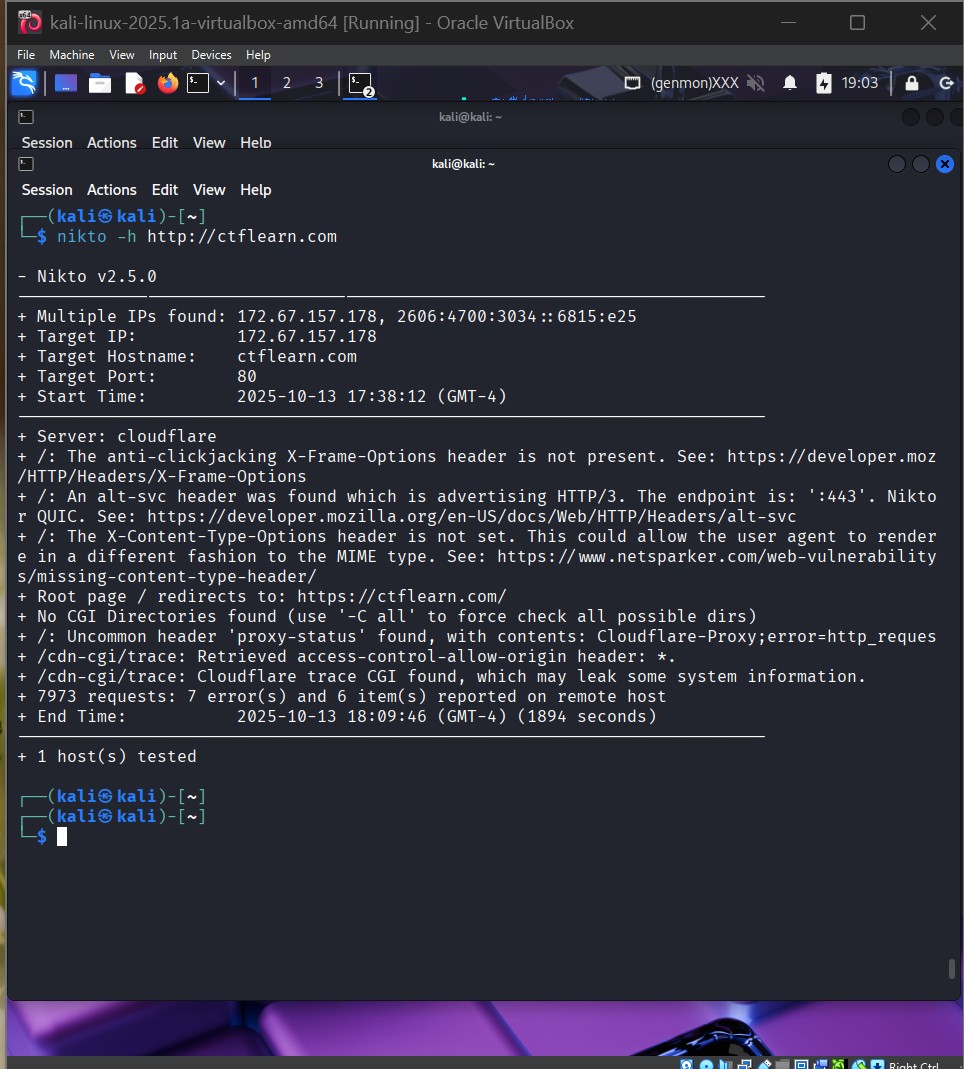 kali-linux-2025.1a-virtualbox-amd64 [Running] - Oracle VirtualBox
File Machine View Input Devices Help
1 2 3 2 (genmon)XXX 19:03
kali@kali: ~
Session Actions Edit View Help
kali@kali: ~
Session Actions Edit View Help
┌──(kali㉿kali)-[~]
└─$ nikto -h http://ctflearn.com
- Nikto v2.5.0
+ Multiple IPs found: 172.67.157.178, 2606:4700:3034::6815:e25
+ Target IP: 172.67.157.178
+ Target Hostname: ctflearn.com
+ Target Port: 80
+ Start Time: 2025-10-13 17:38:12 (GMT-4)
+ Server: cloudflare
+ /: The anti-clickjacking X-Frame-Options header is not present. See: https://developer.moz
/HTTP/Headers/X-Frame-Options
+ /: An alt-svc header was found which is advertising HTTP/3. The endpoint is: ':443'. Nikto
r QUIC. See: https://developer.mozilla.org/en-US/docs/Web/HTTP/Headers/alt-svc
+ /: The X-Content-Type-Options header is not set. This could allow the user agent to render
e in a different fashion to the MIME type. See: https://www.netsparker.com/web-vulnerability
s/missing-content-type-header/
+ Root page / redirects to: https://ctflearn.com/
+ No CGI Directories found (use '-C all' to force check all possible dirs)
+ /: Uncommon header 'proxy-status' found, with contents: Cloudflare-Proxy;error=http_reques
+ /cdn-cgi/trace: Retrieved access-control-allow-origin header: *.
+ /cdn-cgi/trace: Cloudflare trace CGI found, which may leak some system information.
+ 7973 requests: 7 error(s) and 6 item(s) reported on remote host
+ End Time: 2025-10-13 18:09:46 (GMT-4) (1894 seconds)
+ 1 host(s) tested
┌──(kali㉿kali)-[~]
┌──(kali㉿kali)-[~]
└─$
Right Ctrl